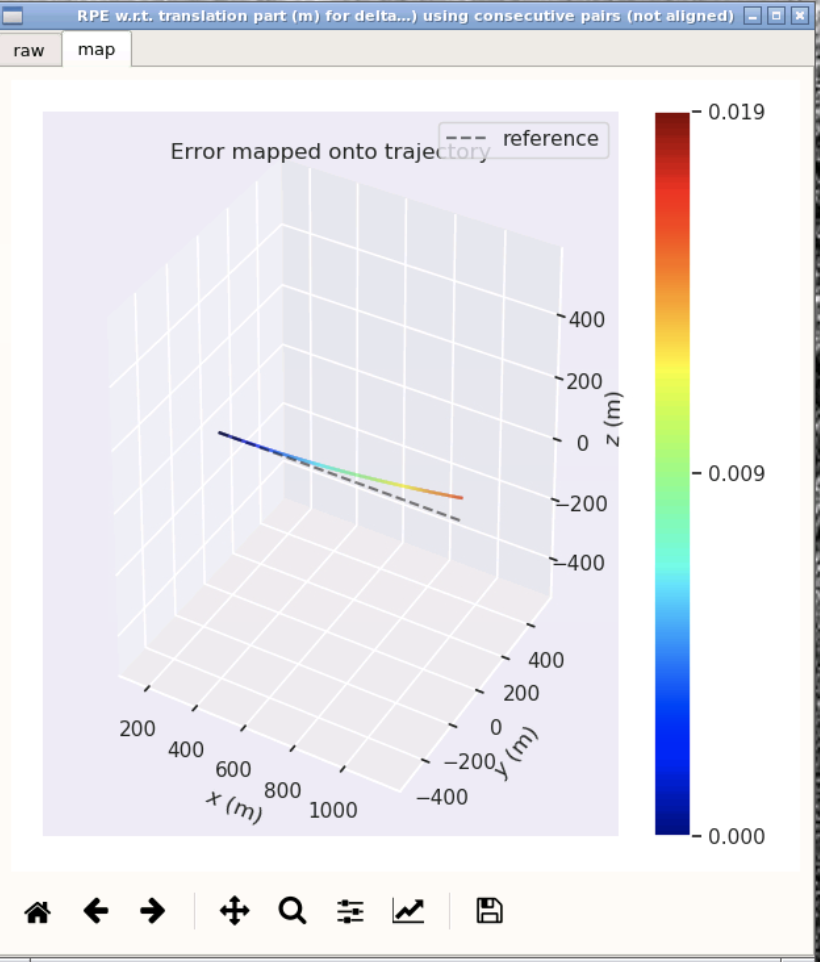 RPE w.r.t. translation part (m) for delta...) using consecutive pairs (not aligned)
raw
map
reference
Error mapped onto trajectory
0.019
0.009
0.000
400
200
0
−200
−400
z (m)
400
200
0
−200
−400
y (m)
200
400
600
800
1000
x (m)